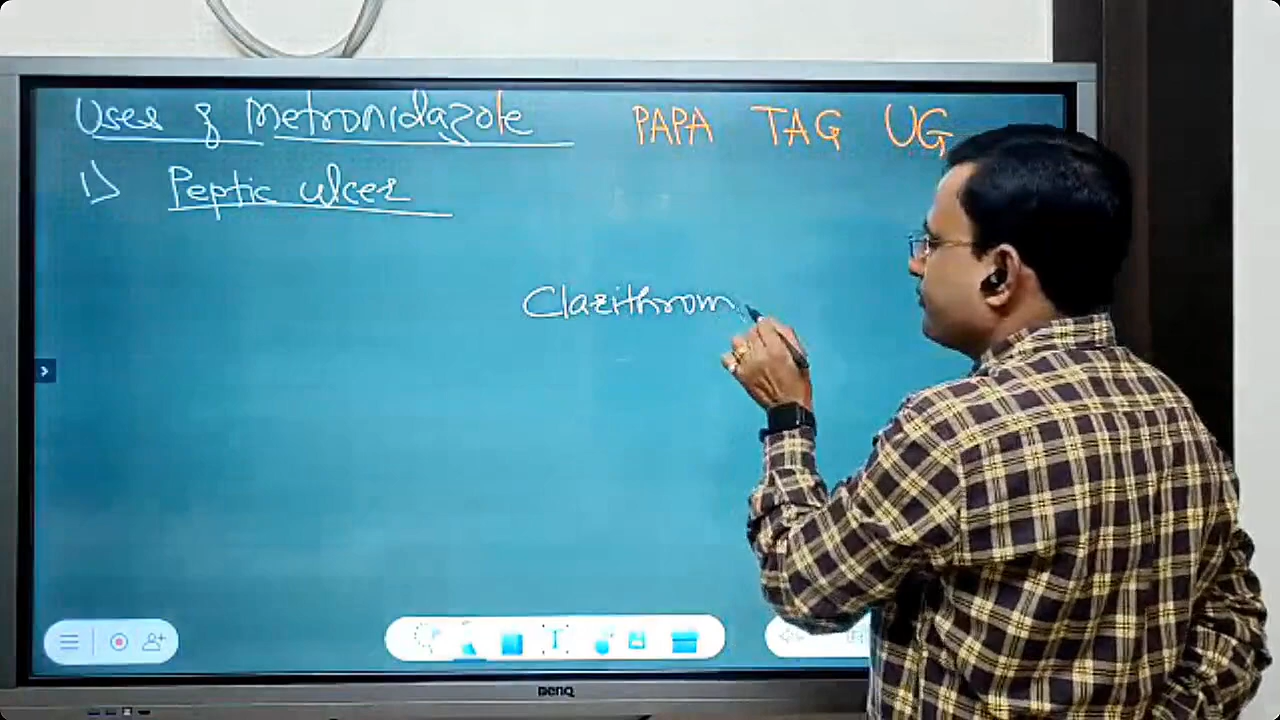 Uses of Metronidazole PAPA TAG UG
1) Peptic ulcer
Clarithrom
BENQ